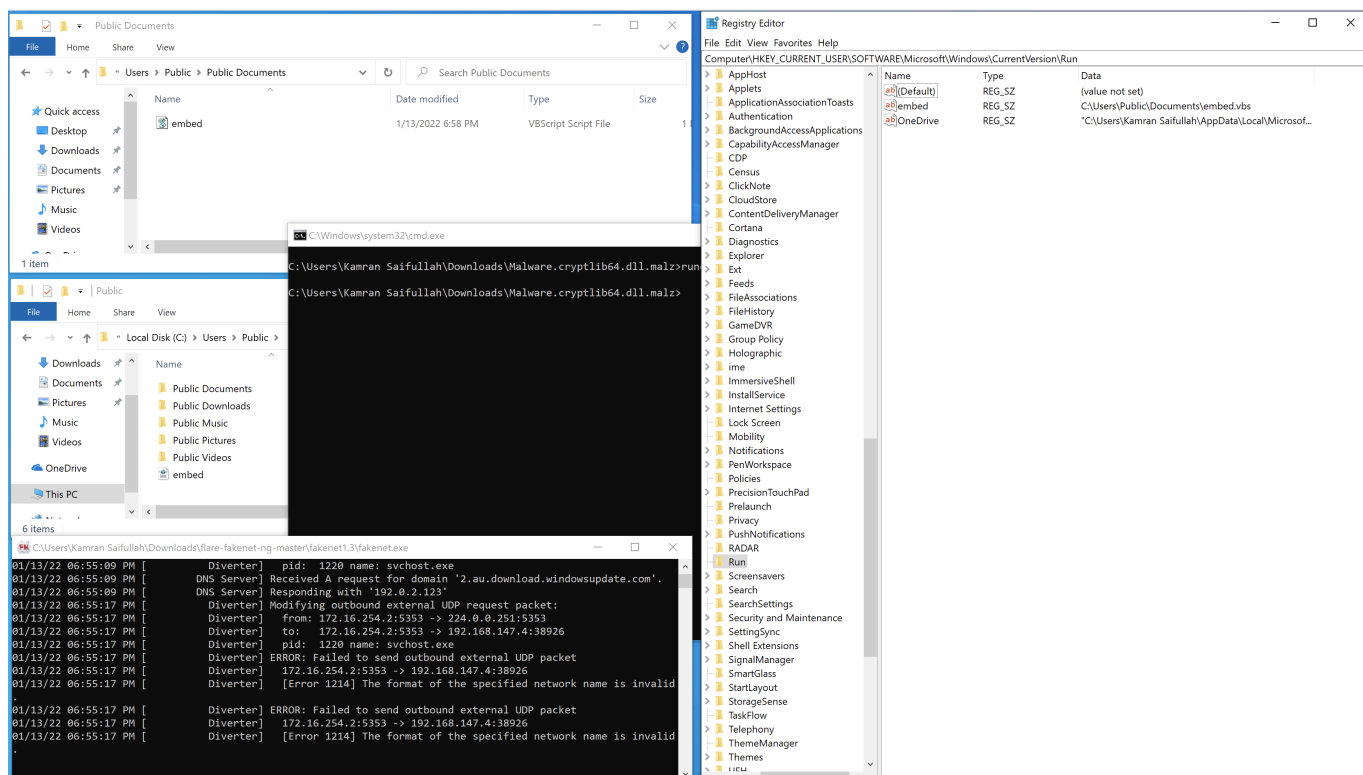 Public Documents
File Home Share View
« Users > Public > Public Documents
Search Public Documents
Quick access
Desktop
Downloads
Documents
Pictures
Music
Videos
Name Date modified Type Size
embed 1/13/2022 6:58 PM VBScript Script File 1
1 item
Public
File Home Share View
« Local Disk (C:) > Users > Public >
Downloads
Documents
Pictures
Music
Videos
OneDrive
This PC
Name
Public Documents
Public Downloads
Public Music
Public Pictures
Public Videos
embed
6 items
C:\Windows\system32\cmd.exe
C:\Users\Kamran Saifullah\Downloads\Malware.cryptlib64.dll.malz>run
C:\Users\Kamran Saifullah\Downloads\Malware.cryptlib64.dll.malz>
C:\Users\Kamran Saifullah\Downloads\flare-fakenet-ng-master\fakenet1.3\fakenet.exe
01/13/22 06:55:09 PM [ Diverter] pid: 1220 name: svchost.exe
01/13/22 06:55:09 PM [ DNS Server] Received A request for domain '2.au.download.windowsupdate.com'.
01/13/22 06:55:09 PM [ DNS Server] Responding with '192.0.2.123'
01/13/22 06:55:17 PM [ Diverter] Modifying outbound external UDP request packet:
01/13/22 06:55:17 PM [ Diverter] from: 172.16.254.2:5353 -> 224.0.0.251:5353
01/13/22 06:55:17 PM [ Diverter] to: 172.16.254.2:5353 -> 192.168.147.4:38926
01/13/22 06:55:17 PM [ Diverter] pid: 1220 name: svchost.exe
01/13/22 06:55:17 PM [ Diverter] ERROR: Failed to send outbound external UDP packet
01/13/22 06:55:17 PM [ Diverter] 172.16.254.2:5353 -> 192.168.147.4:38926
01/13/22 06:55:17 PM [ Diverter] [Error 1214] The format of the specified network name is invalid
.
01/13/22 06:55:17 PM [ Diverter] ERROR: Failed to send outbound external UDP packet
01/13/22 06:55:17 PM [ Diverter] 172.16.254.2:5353 -> 192.168.147.4:38926
01/13/22 06:55:17 PM [ Diverter] [Error 1214] The format of the specified network name is invalid
.
Registry Editor
File Edit View Favorites Help
Computer\HKEY_CURRENT_USER\SOFTWARE\Microsoft\Windows\CurrentVersion\Run
AppHost
Applets
ApplicationAssociationToasts
Authentication
BackgroundAccessApplications
CapabilityAccessManager
CDP
Census
ClickNote
CloudStore
ContentDeliveryManager
Cortana
Diagnostics
Explorer
Ext
Feeds
FileAssociations
FileHistory
GameDVR
Group Policy
Holographic
ime
ImmersiveShell
InstallService
Internet Settings
Lock Screen
Mobility
Notifications
PenWorkspace
Policies
PrecisionTouchPad
Prelaunch
Privacy
PushNotifications
RADAR
Run
Screensavers
Search
SearchSettings
Security and Maintenance
SettingSync
Shell Extensions
SignalManager
SmartGlass
StartLayout
StorageSense
TaskFlow
Telephony
ThemeManager
Themes
Name Type Data
(Default) REG_SZ (value not set)
embed REG_SZ C:\Users\Public\Documents\embed.vbs
OneDrive REG_SZ "C:\Users\Kamran Saifullah\AppData\Local\Microsof...